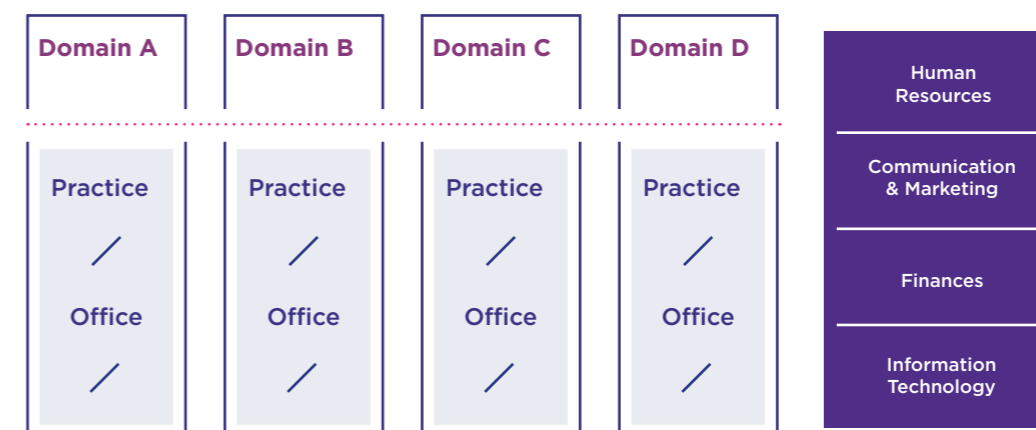 Domain A
Domain B
Domain C
Domain D
Practice
/
Office
/
Practice
/
Office
/
Practice
/
Office
/
Practice
/
Office
/
Human
Resources
Communication
& Marketing
Finances
Information
Technology